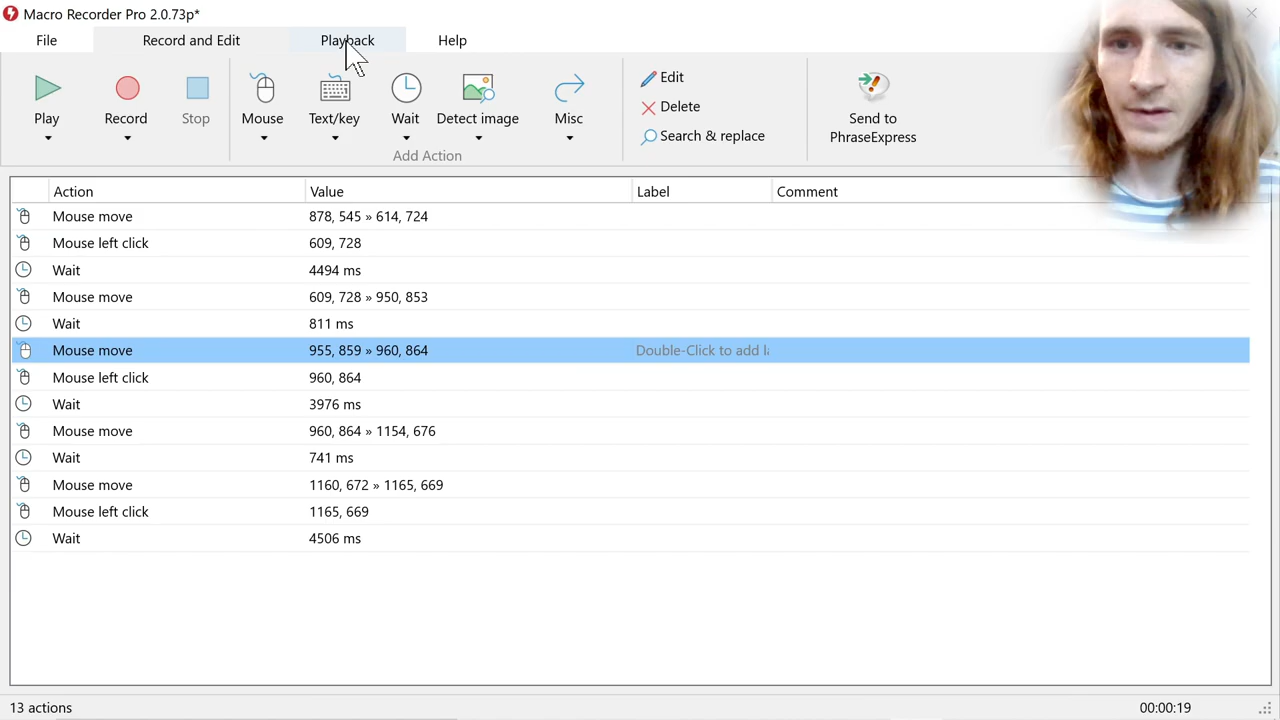 Macro Recorder Pro 2.0.73p*
File Record and Edit Playback Help
Play Record Stop Mouse Text/key Wait Detect image Misc
Add Action
Edit
Delete
Search & replace
Send to
PhraseExpress
Action Value Label Comment
Mouse move 878, 545 » 614, 724
Mouse left click 609, 728
Wait 4494 ms
Mouse move 609, 728 » 950, 853
Wait 811 ms
Mouse move 955, 859 » 960, 864 Double-Click to add la
Mouse left click 960, 864
Wait 3976 ms
Mouse move 960, 864 » 1154, 676
Wait 741 ms
Mouse move 1160, 672 » 1165, 669
Mouse left click 1165, 669
Wait 4506 ms
13 actions 00:00:19